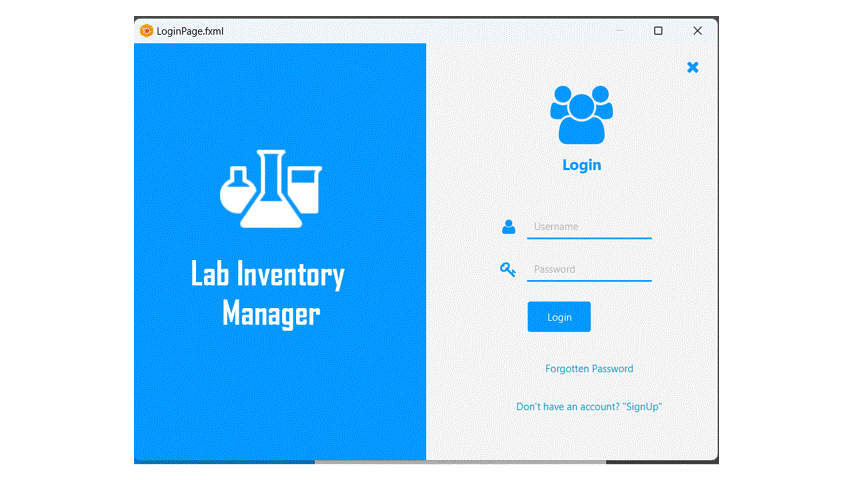 LoginPage.fxml
Lab Inventory
Manager
Login
Username
Password
Login
Forgotten Password
Don't have an account? "SignUp"